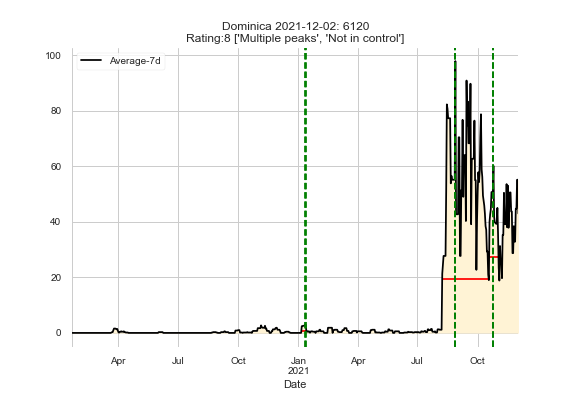 Dominica 2021-12-02: 6120
Rating:8 ['Multiple peaks', 'Not in control']
Average-7d
100
80
60
40
20
0
Apr Jul Oct Jan Apr Jul Oct
2021
Date